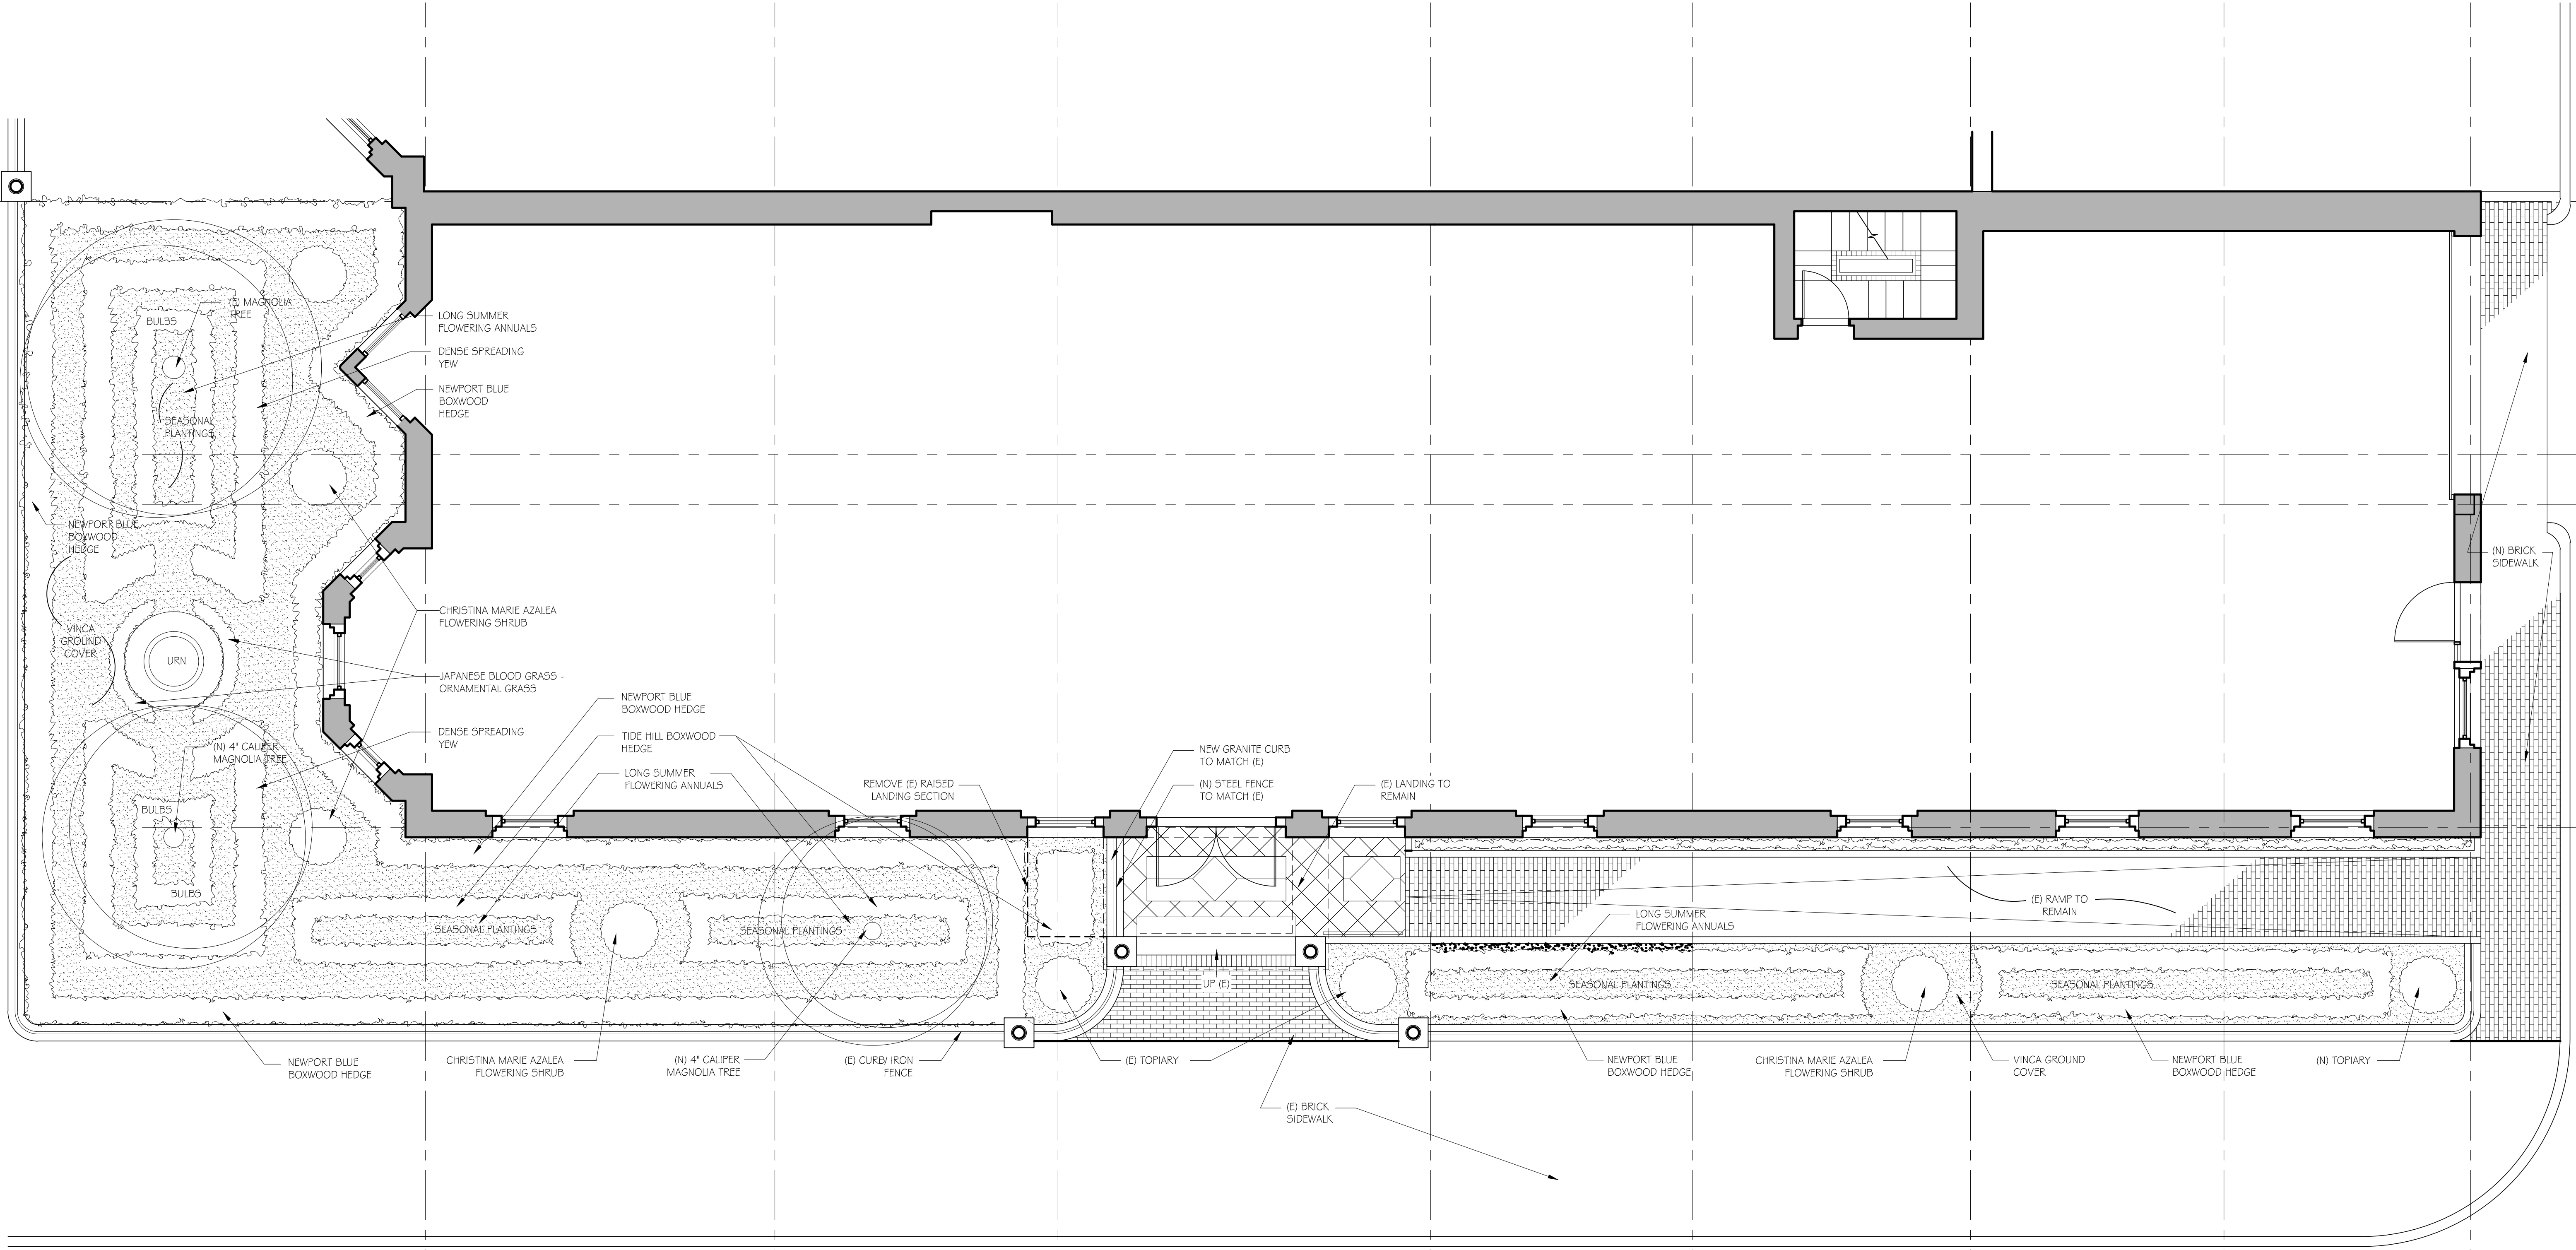 (E) MAGNOLIA
TREE
BULBS
LONG SUMMER
FLOWERING ANNUALS
DENSE SPREADING
YEW
NEWPORT BLUE
BOXWOOD
HEDGE
SEASONAL
PLANTINGS
NEWPORT BLUE
BOXWOOD
HEDGE
(N) BRICK
SIDEWALK
CHRISTINA MARIE AZALEA
FLOWERING SHRUB
VINCA
GROUND
COVER
URN
JAPANESE BLOOD GRASS -
ORNAMENTAL GRASS
NEWPORT BLUE
BOXWOOD HEDGE
DENSE SPREADING
YEW
TIDE HILL BOXWOOD
HEDGE
(N) 4" CALIPER
MAGNOLIA TREE
LONG SUMMER
FLOWERING ANNUALS
REMOVE (E) RAISED
LANDING SECTION
NEW GRANITE CURB
TO MATCH (E)
(N) STEEL FENCE
TO MATCH (E)
(E) LANDING TO
REMAIN
BULBS
BULBS
(E) RAMP TO
REMAIN
LONG SUMMER
FLOWERING ANNUALS
SEASONAL PLANTINGS
SEASONAL PLANTINGS
UP (E)
SEASONAL PLANTINGS
SEASONAL PLANTINGS
NEWPORT BLUE
BOXWOOD HEDGE
CHRISTINA MARIE AZALEA
FLOWERING SHRUB
(N) 4" CALIPER
MAGNOLIA TREE
(E) CURB/ IRON
FENCE
(E) TOPIARY
NEWPORT BLUE
BOXWOOD HEDGE
CHRISTINA MARIE AZALEA
FLOWERING SHRUB
VINCA GROUND
COVER
NEWPORT BLUE
BOXWOOD HEDGE
(N) TOPIARY
(E) BRICK
SIDEWALK